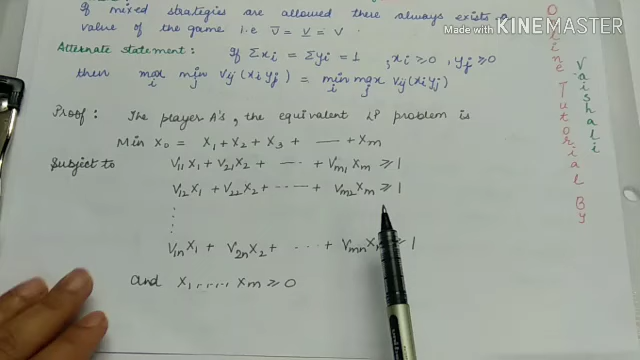 If mixed strategies are allowed there always exists a
value of the game i.e V̅ = V̲ = V
Alternate statement: If Σxi = Σyi = 1, xi ≥ 0, yj ≥ 0
then max i min j Vij (xi yj) = min i max j Vij (xi yj)
Proof: The player A's, the equivalent LP problem is
Min X0 = X1 + X2 + X3 + — + Xm
Subject to V11 X1 + V21 X2 + --- + Vm1 Xm ≥ 1
V12 X1 + V22 X2 + ---- + Vm2 Xm ≥ 1
V1n X1 + V2n X2 + ... + Vmn X ≥ 1
and X1, ....., Xm ≥ 0
Made with KINEMASTER
Online Tutorial By
Vaishali